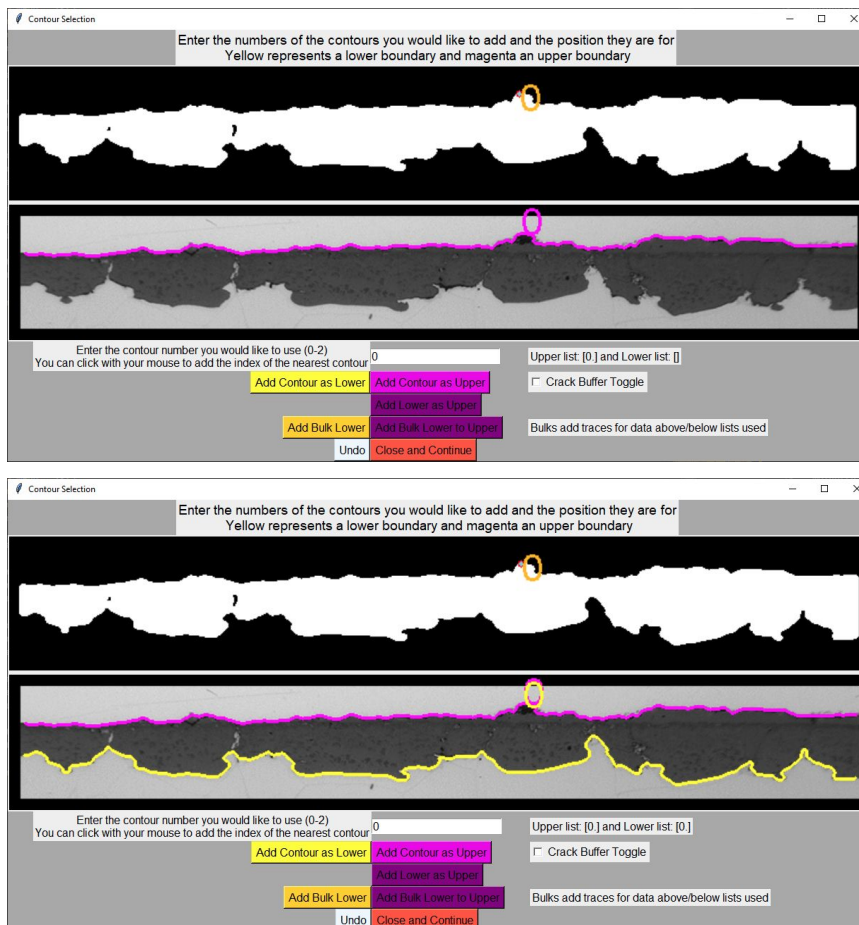 Contour Selection
Enter the numbers of the contours you would like to add and the position they are for
Yellow represents a lower boundary and magenta an upper boundary
0
0
Enter the contour number you would like to use (0-2)
You can click with your mouse to add the index of the nearest contour
0
Upper list: [0.] and Lower list: []
Add Contour as Lower
Add Contour as Upper
Crack Buffer Toggle
Add Lower as Upper
Add Bulk Lower
Add Bulk Lower to Upper
Bulks add traces for data above/below lists used
Undo
Close and Continue
Contour Selection
Enter the numbers of the contours you would like to add and the position they are for
Yellow represents a lower boundary and magenta an upper boundary
0
0
Enter the contour number you would like to use (0-2)
You can click with your mouse to add the index of the nearest contour
0
Upper list: [0.] and Lower list: [0.]
Add Contour as Lower
Add Contour as Upper
Crack Buffer Toggle
Add Lower as Upper
Add Bulk Lower
Add Bulk Lower to Upper
Bulks add traces for data above/below lists used
Undo
Close and Continue